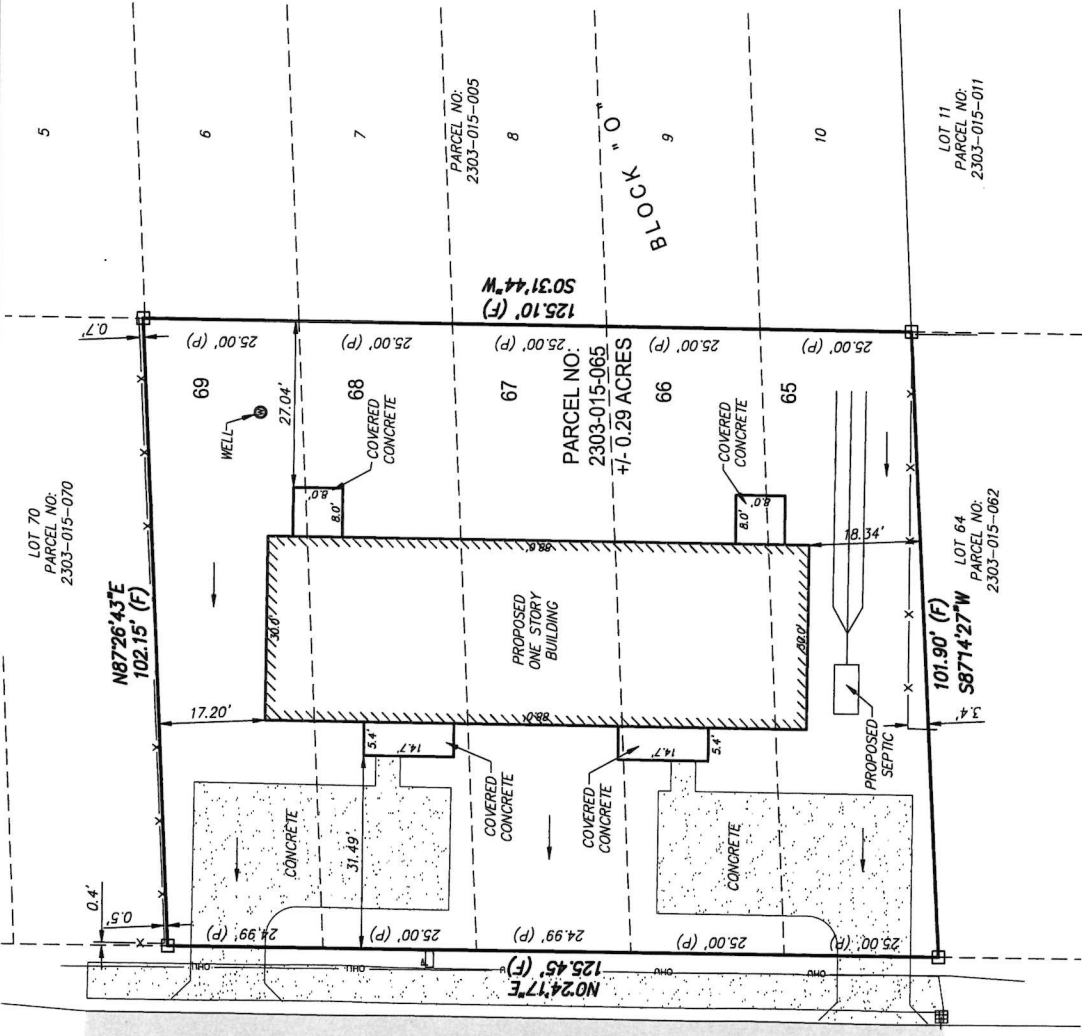 5
6
7
PARCEL NO:
2303-015-005
8
9
10
BLOCK "O"
LOT 11
PARCEL NO:
2303-015-011
LOT 70
PARCEL NO:
2303-015-070
0.7'
S0°31'44"W
125.10' (F)
25.00' (P)
25.00' (P)
25.00' (P)
25.00' (P)
25.00' (P)
69
68
67
66
65
WELL
W
27.04'
COVERED
CONCRETE
8.0'
8.0'
PARCEL NO:
2303-015-065
+/- 0.29 ACRES
COVERED
CONCRETE
8.0'
8.0'
N87°26'43"E
102.15' (F)
88.0'
30.0'
PROPOSED
ONE STORY
BUILDING
30.0'
88.0'
18.34'
LOT 64
PARCEL NO:
2303-015-062
101.90' (F)
S87°14'27"W
17.20'
3.4'
PROPOSED
SEPTIC
5.4'
14.7'
COVERED
CONCRETE
14.7'
5.4'
COVERED
CONCRETE
CONCRETE
31.49'
CONCRETE
0.4'
0.5'
24.99' (P)
25.00' (P)
24.99' (P)
25.00' (P)
25.00' (P)
OHU
OHU
OHU
OHU
N0°24'17"E
125.45' (F)